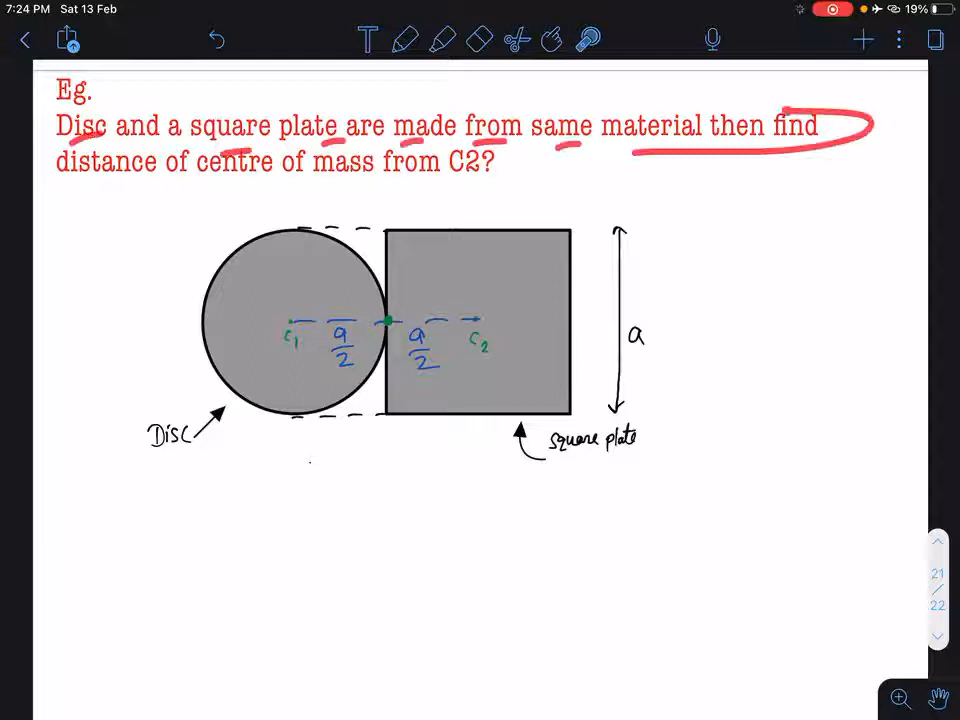 7:24 PM Sat 13 Feb
19%
Eg.
Disc and a square plate are made from same material then find
distance of centre of mass from C2?
C1
a/2
a/2
C2
a
Disc
square plate
21
/
22